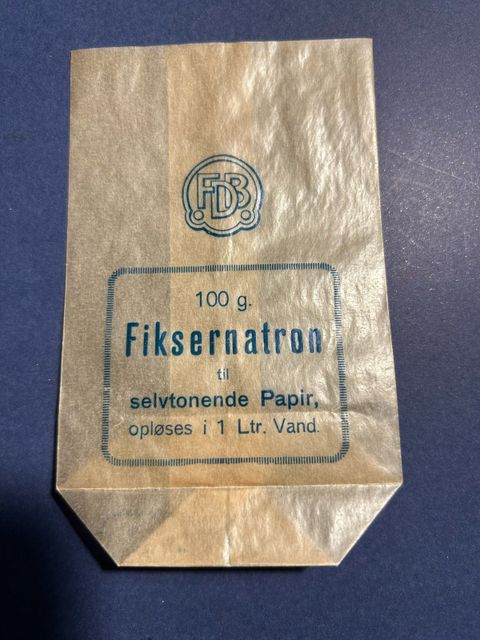 FDB
100 g.
Fiksernatron
til
selvtonende Papir,
opløses i 1 Ltr. Vand.